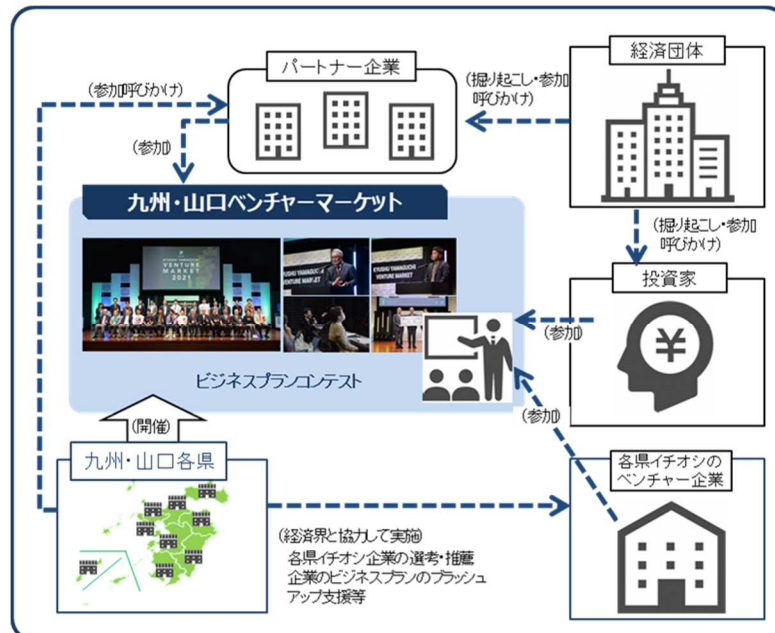 経済団体
パートナー企業
(参加呼びかけ)
(掘り起こし・参加
呼びかけ)
(参加)
九州・山口ベンチャーマーケット
(掘り起こし・参加
呼びかけ)
KYUSHU YAMAGUCHI
VENTURE
MARKET
2021
KYUSHU YAMAGUCHI
VENTURE MARKET
投資家
¥
(参加)
ビジネスプランコンテスト
(参加)
(開催)
九州・山口各県
各県イチオシの
ベンチャー企業
(経済界と協力して実施)
各県イチオシ企業の選考・推薦
企業のビジネスプランのブラッシュ
アップ支援等